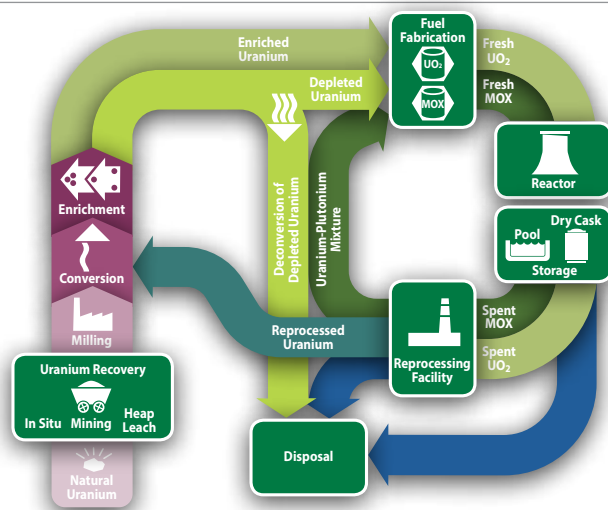 Fuel
Fabrication
UO₂
MOX
Enriched
Uranium
Depleted
Uranium
Fresh
UO₂
Fresh
MOX
Reactor
Dry Cask
Pool
Storage
Enrichment
Conversion
Milling
Deconversion of
Depleted Uranium
Uranium-Plutonium
Mixture
Reprocessed
Uranium
Reprocessing
Facility
Spent
MOX
Spent
UO₂
Uranium Recovery
In Situ
Mining
Heap
Leach
Natural
Uranium
Disposal